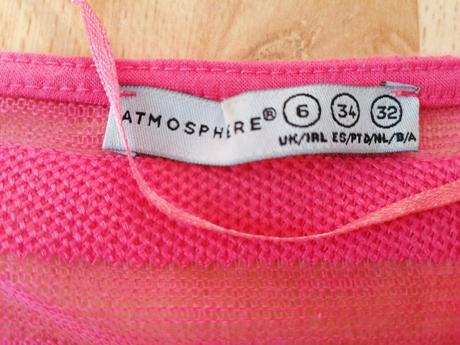 ATMOSPHERE® 6 34 32
UK/IRL ES/PT D/NL/B/A